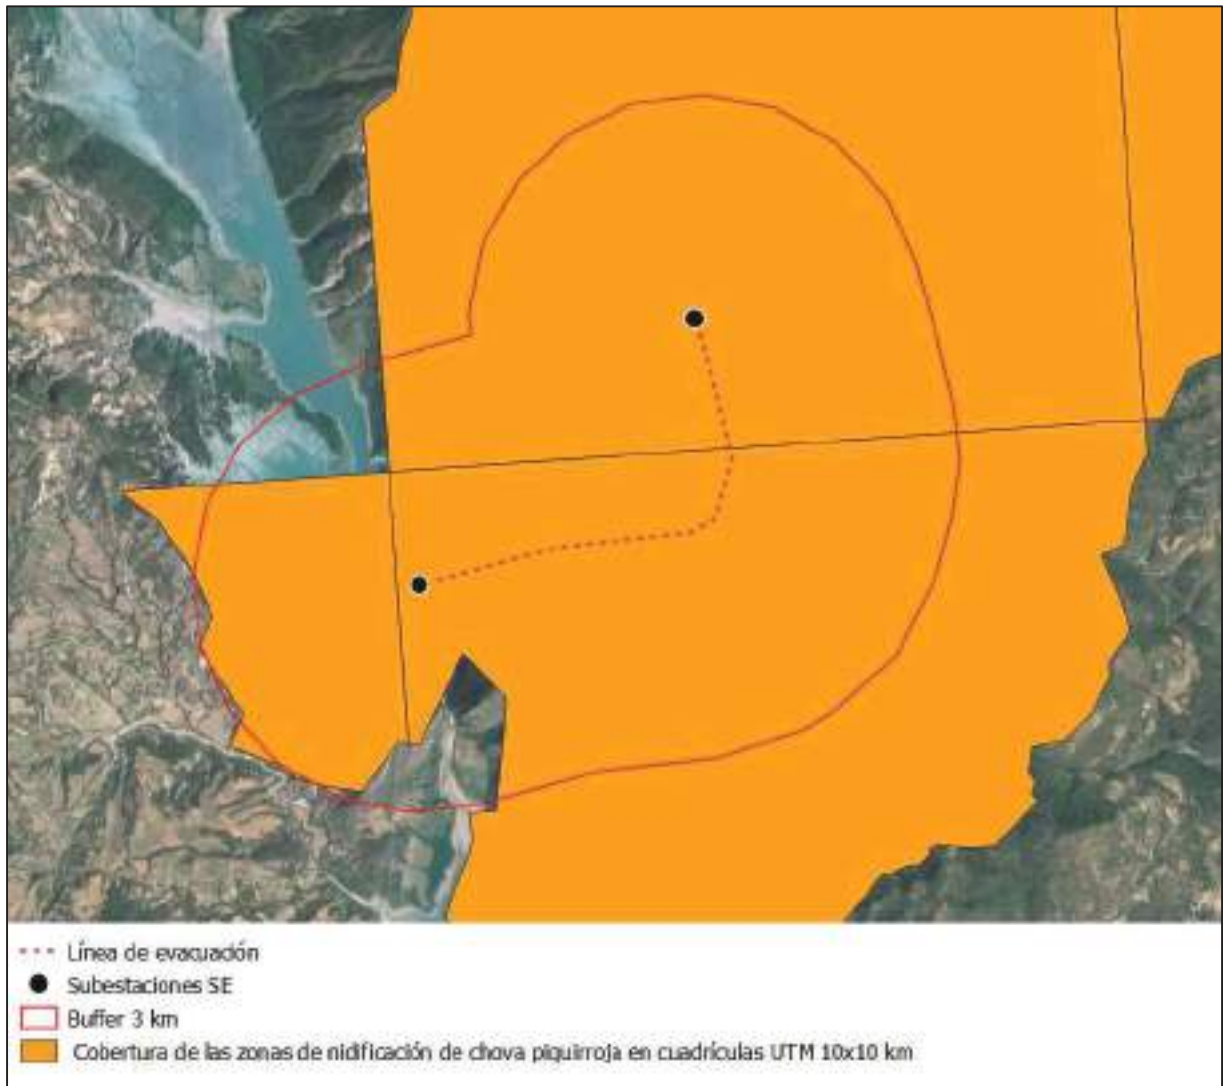 Línea de evacuación
Subestaciones SE
Buffer 3 km
Cobertura de las zonas de nidificación de chova piquirroja en cuadrículas UTM 10x10 km